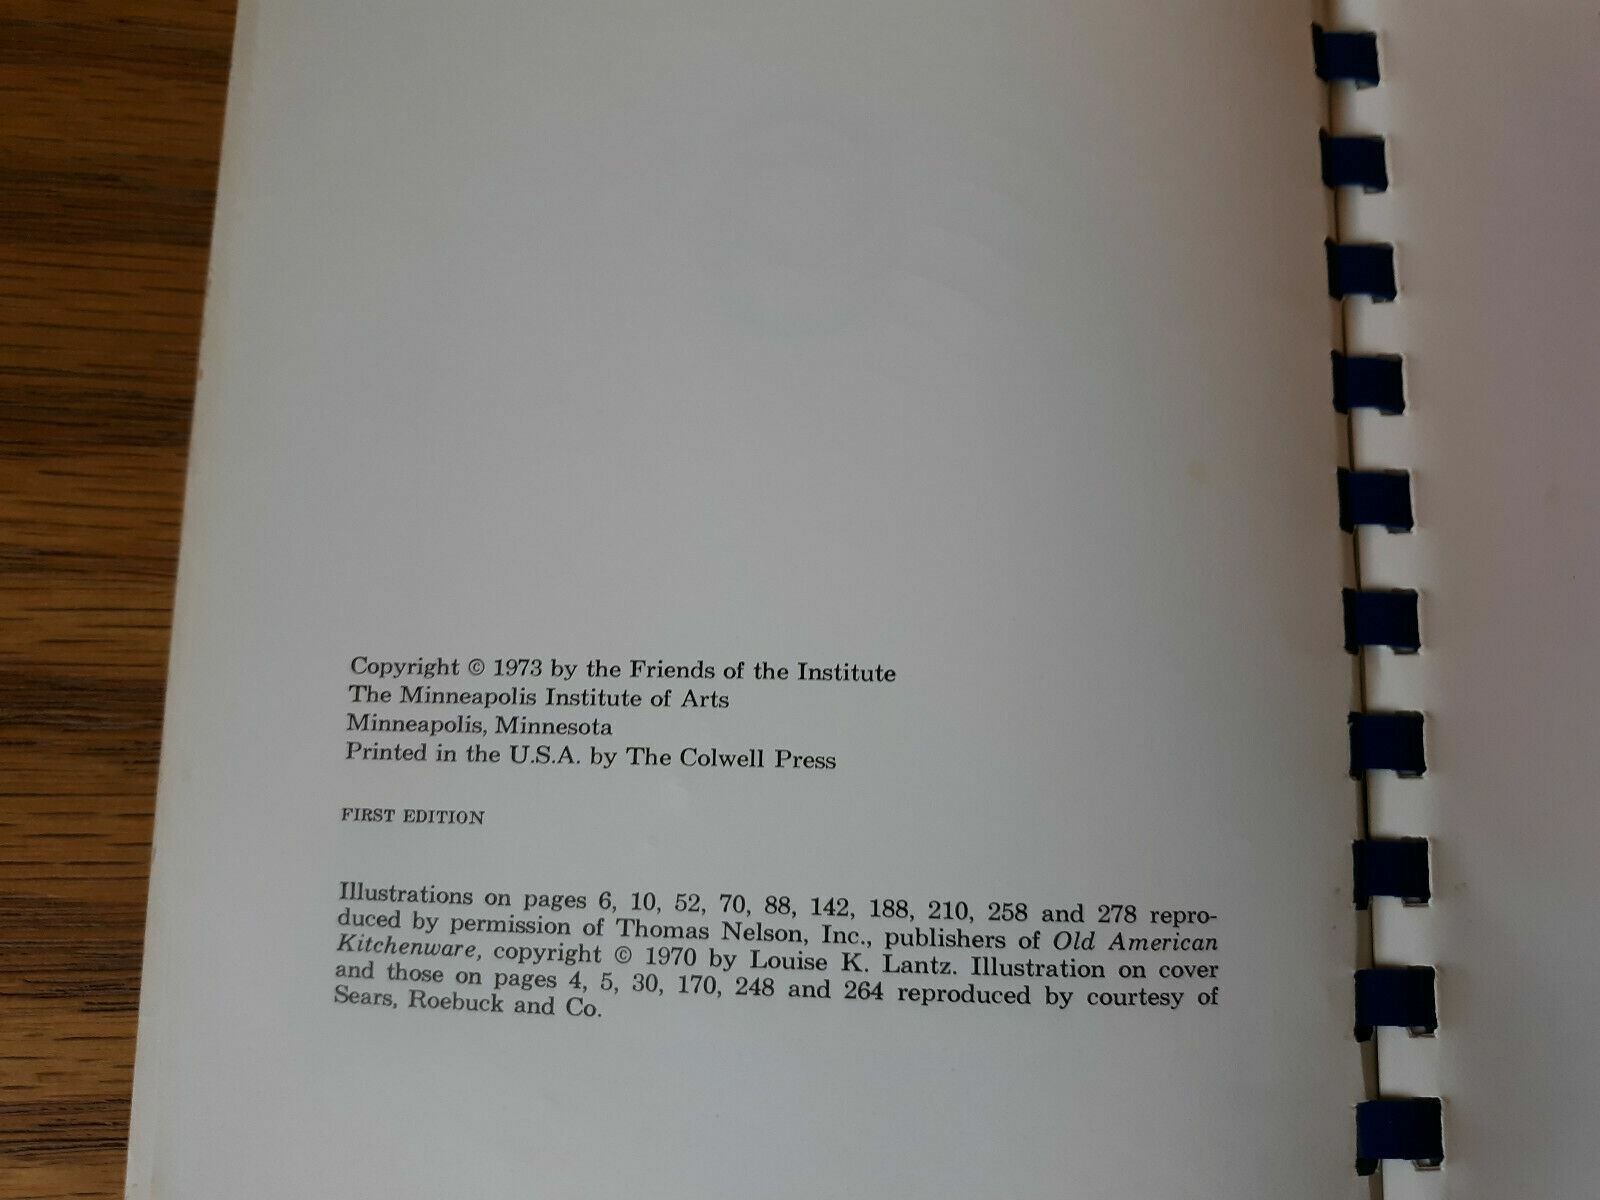 Copyright © 1973 by the Friends of the Institute
The Minneapolis Institute of Arts
Minneapolis, Minnesota
Printed in the U.S.A. by The Colwell Press
FIRST EDITION
Illustrations on pages 6, 10, 52, 70, 88, 142, 188, 210, 258 and 278 repro-
duced by permission of Thomas Nelson, Inc., publishers of Old American
Kitchenware, copyright © 1970 by Louise K. Lantz. Illustration on cover
and those on pages 4, 5, 30, 170, 248 and 264 reproduced by courtesy of
Sears, Roebuck and Co.